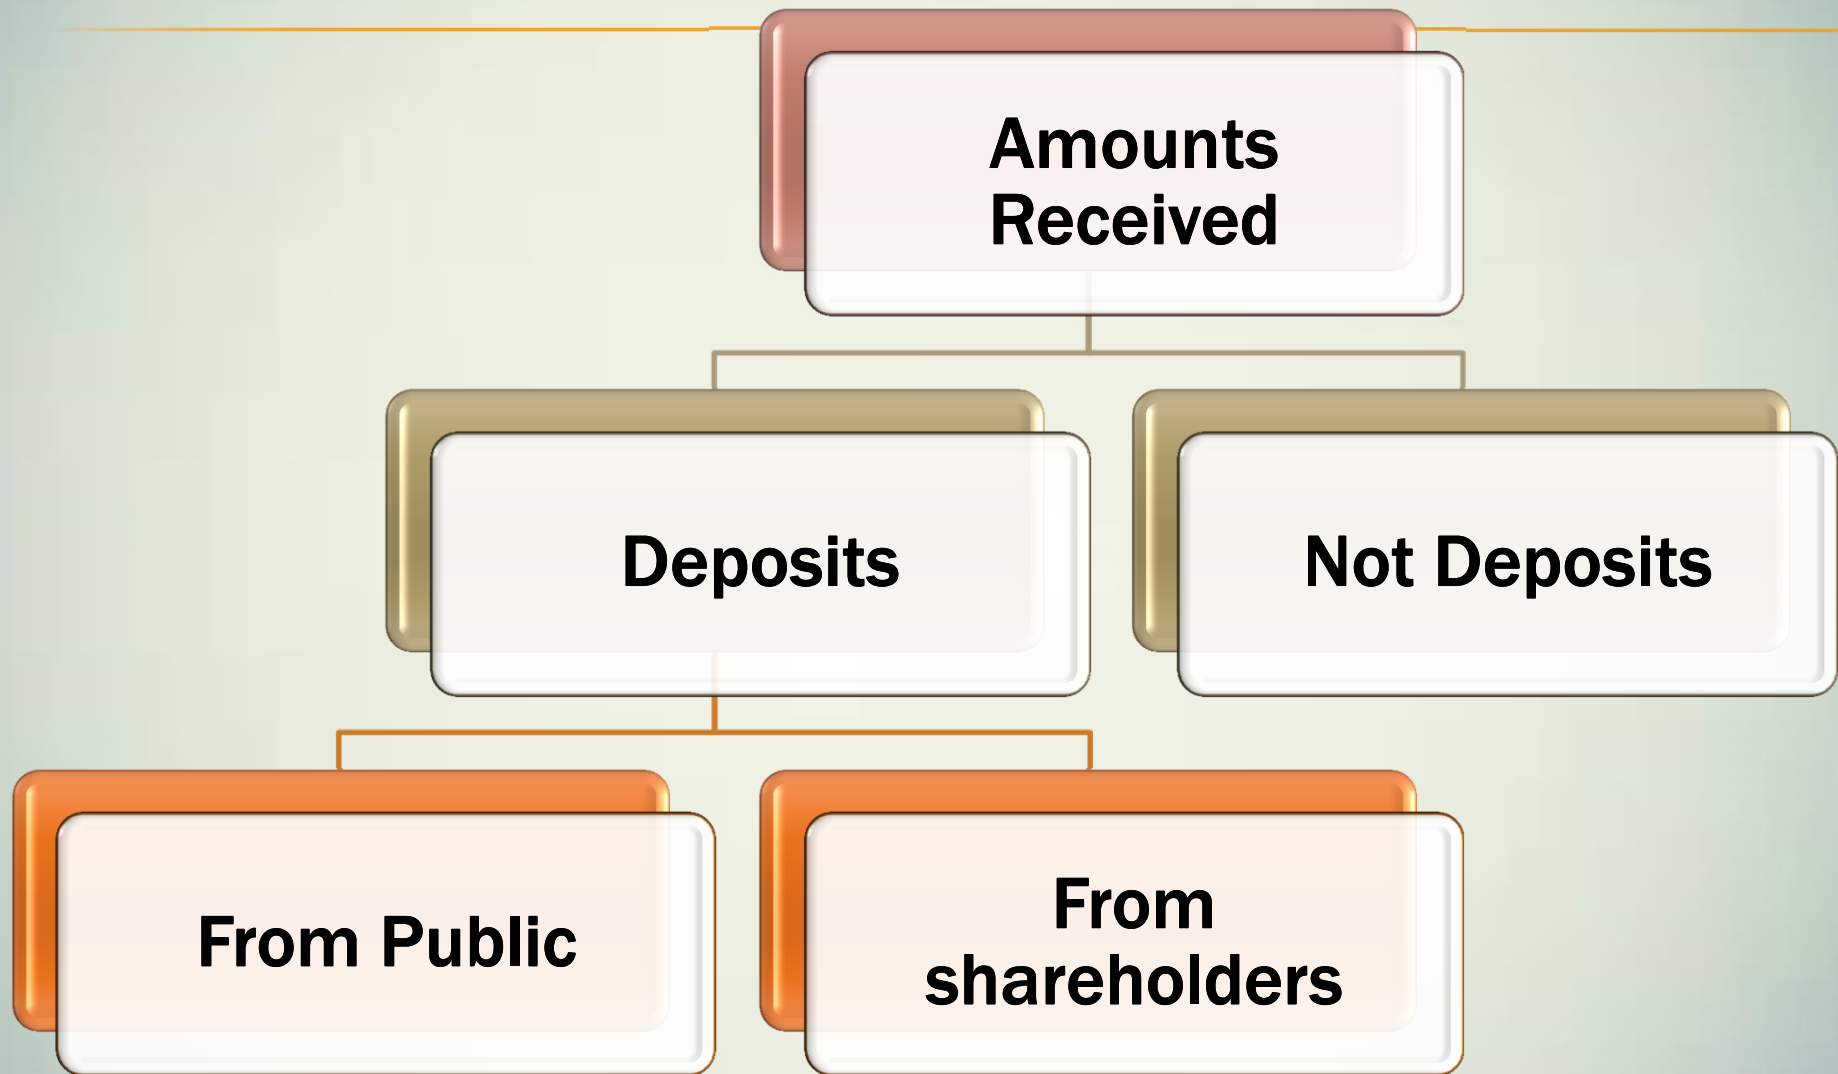 Amounts
Received
Deposits
Not Deposits
From Public
From
shareholders